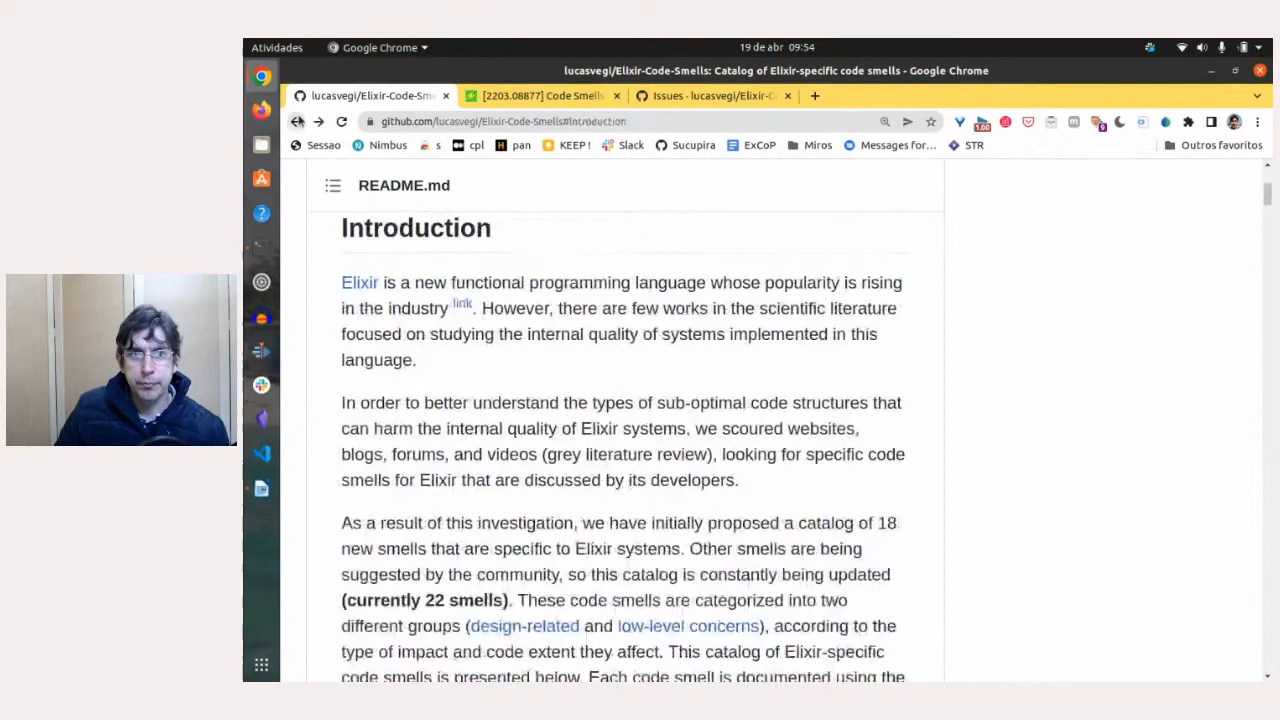 Atividades
Google Chrome
19 de abr 09:54
lucasvegi/Elixir-Code-Smells: Catalog of Elixir-specific code smells - Google Chrome
lucasvegi/Elixir-Code-Sme
[2203.08877] Code Smells
Issues - lucasvegi/Elixir-C
github.com/lucasvegi/Elixir-Code-Smells#introduction
1.00
9
Sessao
Nimbus
s
cpl
pan
KEEP!
Slack
Sucupira
ExCoP
Miros
Messages for...
STR
Outros favoritos
README.md
Introduction
Elixir is a new functional programming language whose popularity is rising
in the industry link. However, there are few works in the scientific literature
focused on studying the internal quality of systems implemented in this
language.
In order to better understand the types of sub-optimal code structures that
can harm the internal quality of Elixir systems, we scoured websites,
blogs, forums, and videos (grey literature review), looking for specific code
smells for Elixir that are discussed by its developers.
As a result of this investigation, we have initially proposed a catalog of 18
new smells that are specific to Elixir systems. Other smells are being
suggested by the community, so this catalog is constantly being updated
(currently 22 smells). These code smells are categorized into two
different groups (design-related and low-level concerns), according to the
type of impact and code extent they affect. This catalog of Elixir-specific
code smells is presented below. Each code smell is documented using the